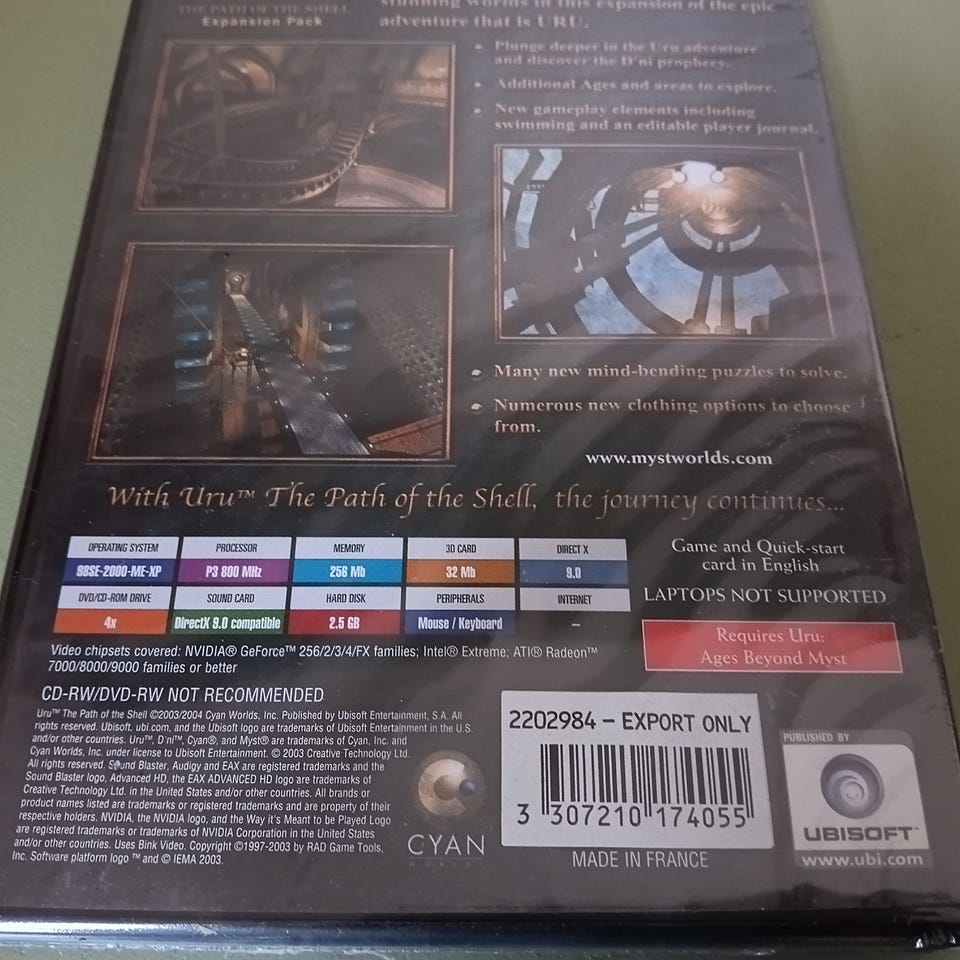 THE PATH OF THE SHELL
Expansion Pack
stunning worlds in this expansion of the epic
adventure that is URU.
Plunge deeper in the Uru adventure
and discover the D'ni prophecy.
Additional Ages and areas to explore.
New gameplay elements including
swimming and an editable player journal.
Many new mind-bending puzzles to solve.
Numerous new clothing options to choose
from.
www.mystworlds.com
With Uru™ The Path of the Shell, the journey continues...
OPERATING SYSTEM PROCESSOR MEMORY 3D CARD DIRECT X
98SE-2000-ME-XP P3 800 MHz 256 Mb 32 Mb 9.0
DVD/CD-ROM DRIVE SOUND CARD HARD DISK PERIPHERALS INTERNET
4x DirectX 9.0 compatible 2.5 GB Mouse / Keyboard –
Game and Quick-start
card in English
LAPTOPS NOT SUPPORTED
Requires Uru:
Ages Beyond Myst
Video chipsets covered: NVIDIA® GeForce™ 256/2/3/4/FX families; Intel® Extreme; ATI® Radeon™
7000/8000/9000 families or better
CD-RW/DVD-RW NOT RECOMMENDED
Uru™ The Path of the Shell ©2003/2004 Cyan Worlds, Inc. Published by Ubisoft Entertainment, S.A. All
rights reserved. Ubisoft, ubi.com, and the Ubisoft logo are trademarks of Ubisoft Entertainment in the U.S.
and/or other countries. Uru™, D'ni™, Cyan®, and Myst® are trademarks of Cyan, Inc. and
Cyan Worlds, Inc. under license to Ubisoft Entertainment. © 2003 Creative Technology Ltd.
All rights reserved. Sound Blaster, Audigy and EAX are registered trademarks and the
Sound Blaster logo, Advanced HD, the EAX ADVANCED HD logo are trademarks of
Creative Technology Ltd. in the United States and/or other countries. All brands or
product names listed are trademarks or registered trademarks and are property of their
respective holders. NVIDIA, the NVIDIA logo, and the Way it's Meant to be Played Logo
are registered trademarks or trademarks of NVIDIA Corporation in the United States
and/or other countries. Uses Bink Video. Copyright ©1997-2003 by RAD Game Tools,
Inc. Software platform logo ™ and © IEMA 2003.
CYAN
WORLDS
2202984 – EXPORT ONLY
3 307210 174055
MADE IN FRANCE
PUBLISHED BY
UBISOFT™
www.ubi.com